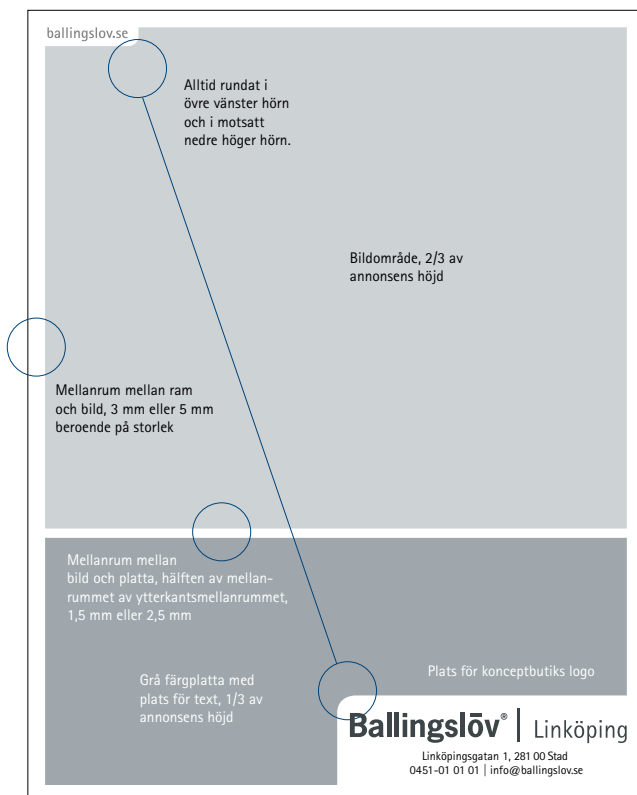 ballingslov.se
Alltid rundat i
övre vänster hörn
och i motsatt
nedre höger hörn.
Bildområde, 2/3 av
annonsens höjd
Mellanrum mellan ram
och bild, 3 mm eller 5 mm
beroende på storlek
Mellanrum mellan
bild och platta, hälften av mellan-
rummet av ytterkantsmellanrummet,
1,5 mm eller 2,5 mm
Grå färgplatta med
plats för text, 1/3 av
annonsens höjd
Plats för konceptbutiks logo
Ballingslōv® | Linköping
Linköpingsgatan 1, 281 00 Stad
0451-01 01 01 | info@ballingslov.se